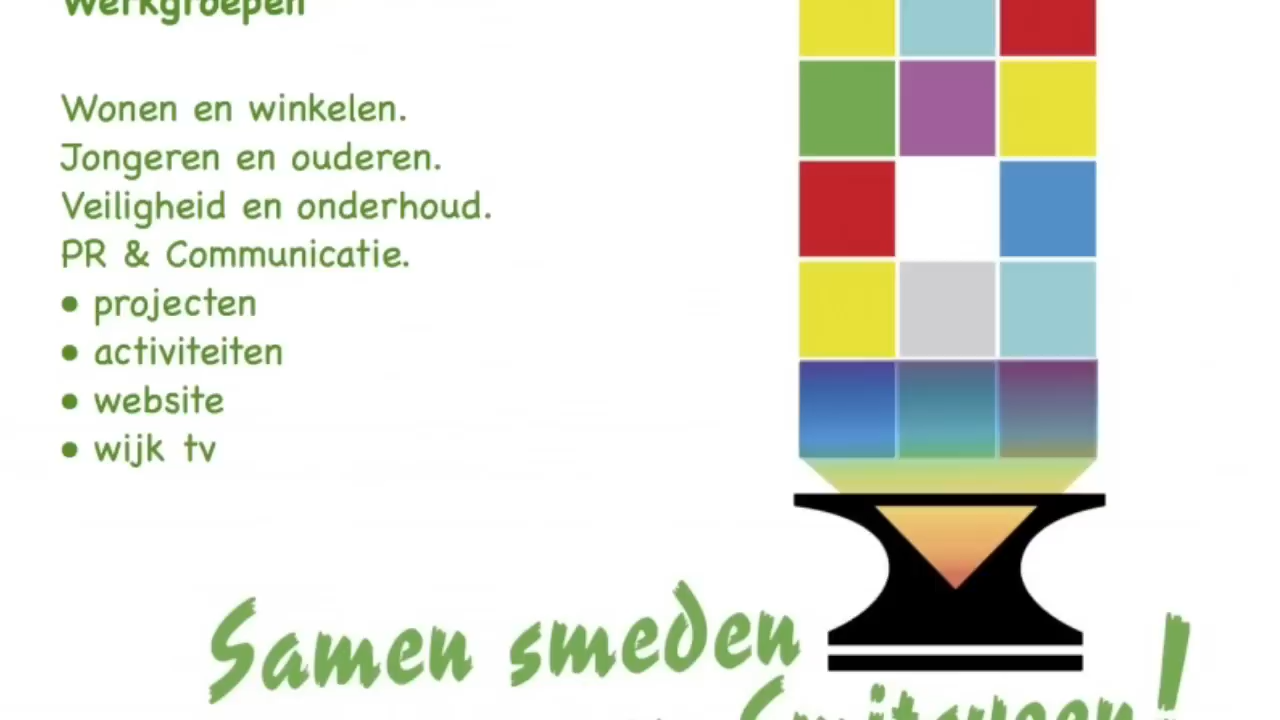 Werkgroepen
Wonen en winkelen.
Jongeren en ouderen.
Veiligheid en onderhoud.
PR & Communicatie.
• projecten
• activiteiten
• website
• wijk tv
Samen smeden
!